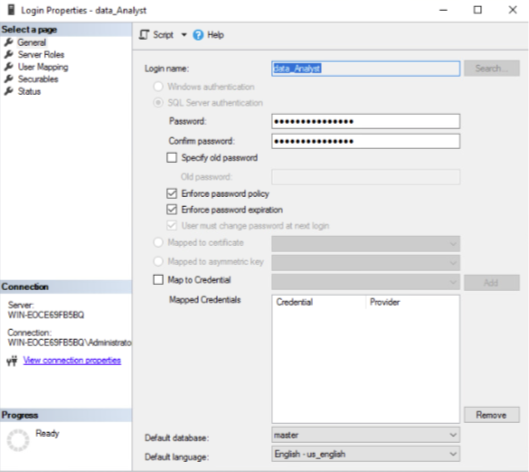 Login Properties - data_Analyst
Select a page
General
Server Roles
User Mapping
Securables
Status
Script
Help
Login name:
data_Analyst
Search...
Windows authentication
SQL Server authentication
Password:
●●●●●●●●●●●●●●●
Confirm password:
●●●●●●●●●●●●●●●
Specify old password
Old password:
Enforce password policy
Enforce password expiration
User must change password at next login
Mapped to certificate
Mapped to asymmetric key
Map to Credential
Add
Mapped Credentials
Credential Provider
Remove
Default database:
master
Default language:
English - us_english
Connection
Server:
WIN-EOCE69FB5BQ
Connection:
WIN-EOCE69FB5BQ\Administrato
View connection properties
Progress
Ready